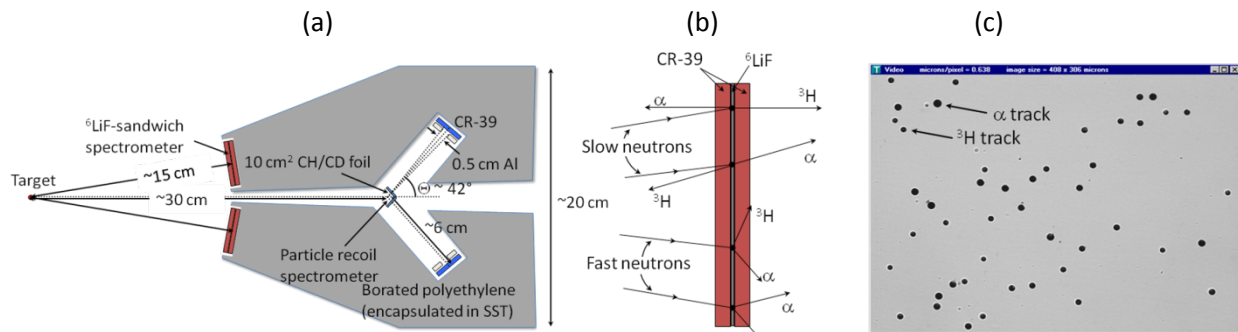 (a)
(b)
(c)
⁶LiF-sandwich
spectrometer
Target
~15 cm
~30 cm
10 cm² CH/CD foil
CR-39
0.5 cm Al
Θ ~ 42°
~6 cm
Particle recoil
spectrometer
Borated polyethylene
(encapsulated in SST)
~20 cm
CR-39
⁶LiF
α
³H
Slow neutrons
α
³H
³H
Fast neutrons
α
α
T Video microns/pixel = 0.638 image size = 408 x 306 microns
α track
³H track